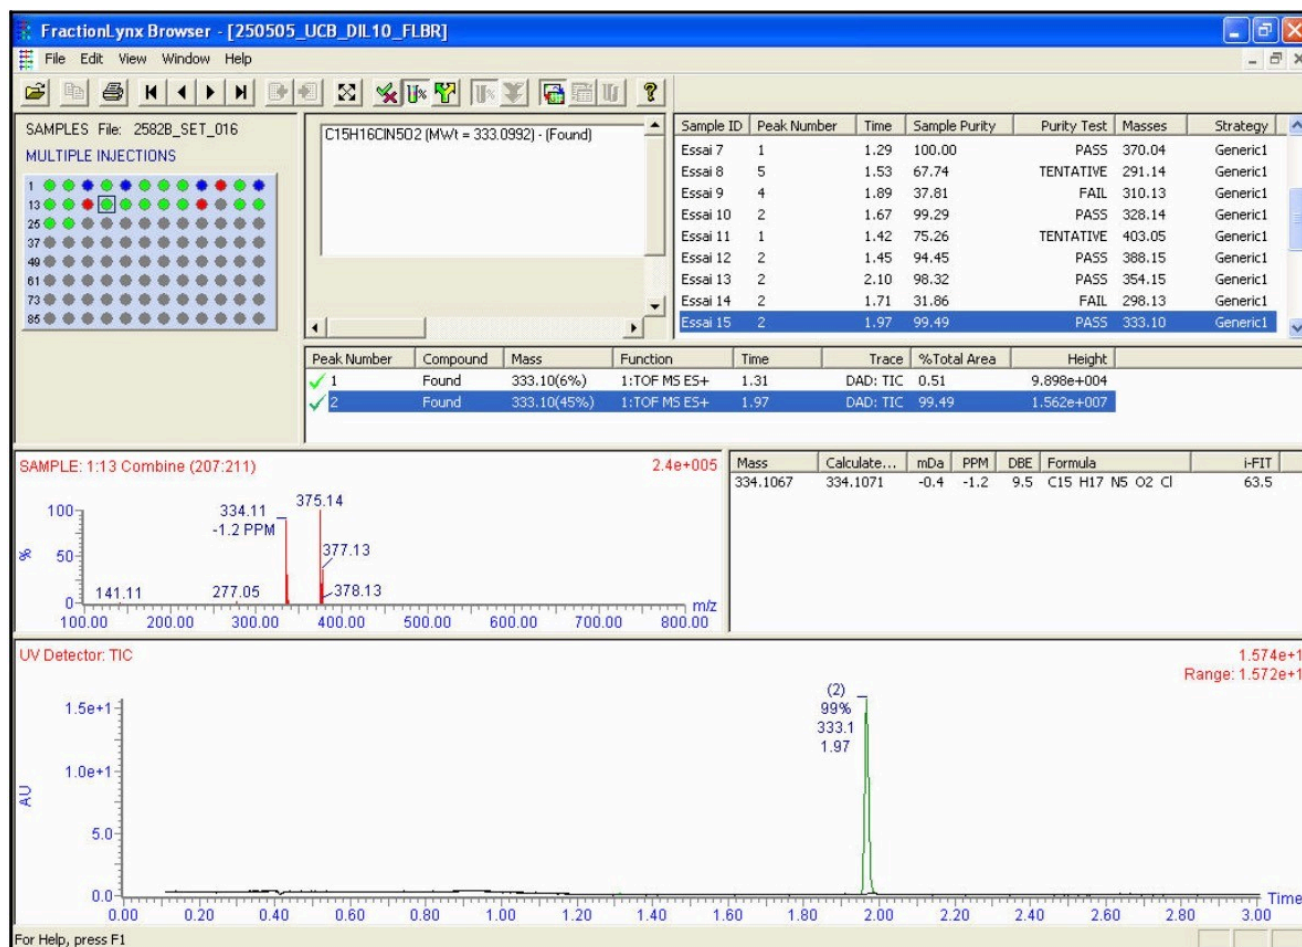 FractionLynx Browser - [250505_UCB_DIL10_FLBR]
File Edit View Window Help
SAMPLES File: 2582B_SET_016
MULTIPLE INJECTIONS
1
13
25
37
49
61
73
85
C15H16ClN5O2 (MWt = 333.0992) - (Found)
Sample ID Peak Number Time Sample Purity Purity Test Masses Strategy
Essai 7 1 1.29 100.00 PASS 370.04 Generic1
Essai 8 5 1.53 67.74 TENTATIVE 291.14 Generic1
Essai 9 4 1.89 37.81 FAIL 310.13 Generic1
Essai 10 2 1.67 99.29 PASS 328.14 Generic1
Essai 11 1 1.42 75.26 TENTATIVE 403.05 Generic1
Essai 12 2 1.45 94.45 PASS 388.15 Generic1
Essai 13 2 2.10 98.32 PASS 354.15 Generic1
Essai 14 2 1.71 31.86 FAIL 298.13 Generic1
Essai 15 2 1.97 99.49 PASS 333.10 Generic1
Peak Number Compound Mass Function Time Trace %Total Area Height
1 Found 333.10(6%) 1:TOF MS ES+ 1.31 DAD: TIC 0.51 9.898e+004
2 Found 333.10(45%) 1:TOF MS ES+ 1.97 DAD: TIC 99.49 1.562e+007
SAMPLE: 1:13 Combine (207:211) 2.4e+005
%
100
50
0
141.11
277.05
334.11
-1.2 PPM
375.14
377.13
378.13
m/z
100.00 200.00 300.00 400.00 500.00 600.00 700.00 800.00
Mass Calculate... mDa PPM DBE Formula i-FIT
334.1067 334.1071 -0.4 -1.2 9.5 C15 H17 N5 O2 Cl 63.5
UV Detector: TIC 1.574e+1
Range: 1.572e+1
AU
1.5e+1
1.0e+1
5.0
0.0
(2)
99%
333.1
1.97
Time
0.00 0.20 0.40 0.60 0.80 1.00 1.20 1.40 1.60 1.80 2.00 2.20 2.40 2.60 2.80 3.00
For Help, press F1